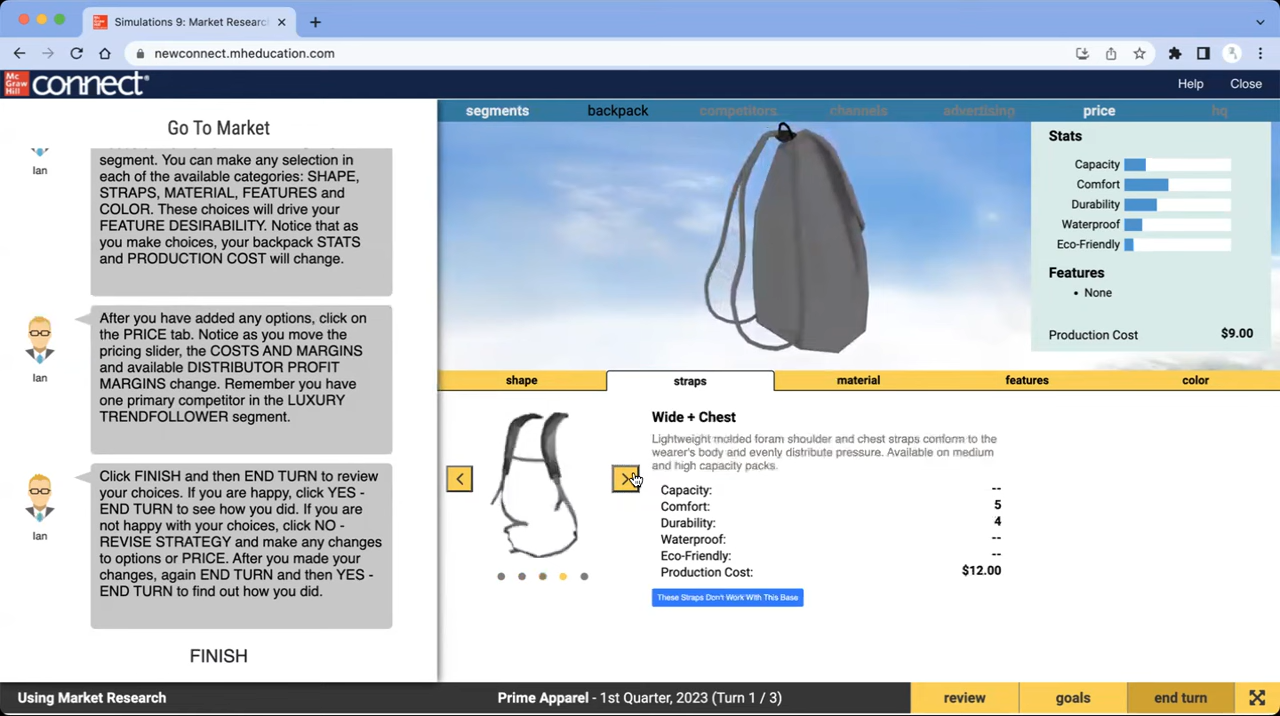 Simulations 9: Market Researc
newconnect.mheducation.com
Mc Graw Hill connect
Help
Close
Go To Market
Ian
segment. You can make any selection in
each of the available categories: SHAPE,
STRAPS, MATERIAL, FEATURES and
COLOR. These choices will drive your
FEATURE DESIRABILITY. Notice that as
you make choices, your backpack STATS
and PRODUCTION COST will change.
Ian
After you have added any options, click on
the PRICE tab. Notice as you move the
pricing slider, the COSTS AND MARGINS
and available DISTRIBUTOR PROFIT
MARGINS change. Remember you have
one primary competitor in the LUXURY
TRENDFOLLOWER segment.
Ian
Click FINISH and then END TURN to review
your choices. If you are happy, click YES -
END TURN to see how you did. If you are
not happy with your choices, click NO -
REVISE STRATEGY and make any changes
to options or PRICE. After you made your
changes, again END TURN and then YES -
END TURN to find out how you did.
FINISH
segments
backpack
competitors
channels
advertising
price
hq
Stats
Capacity
Comfort
Durability
Waterproof
Eco-Friendly
Features
• None
Production Cost $9.00
shape
straps
material
features
color
Wide + Chest
Lightweight molded foam shoulder and chest straps conform to the
wearer's body and evenly distribute pressure. Available on medium
and high capacity packs.
Capacity: --
Comfort: 5
Durability: 4
Waterproof: --
Eco-Friendly: --
Production Cost: $12.00
These Straps Don't Work With This Base
Using Market Research
Prime Apparel - 1st Quarter, 2023 (Turn 1 / 3)
review
goals
end turn